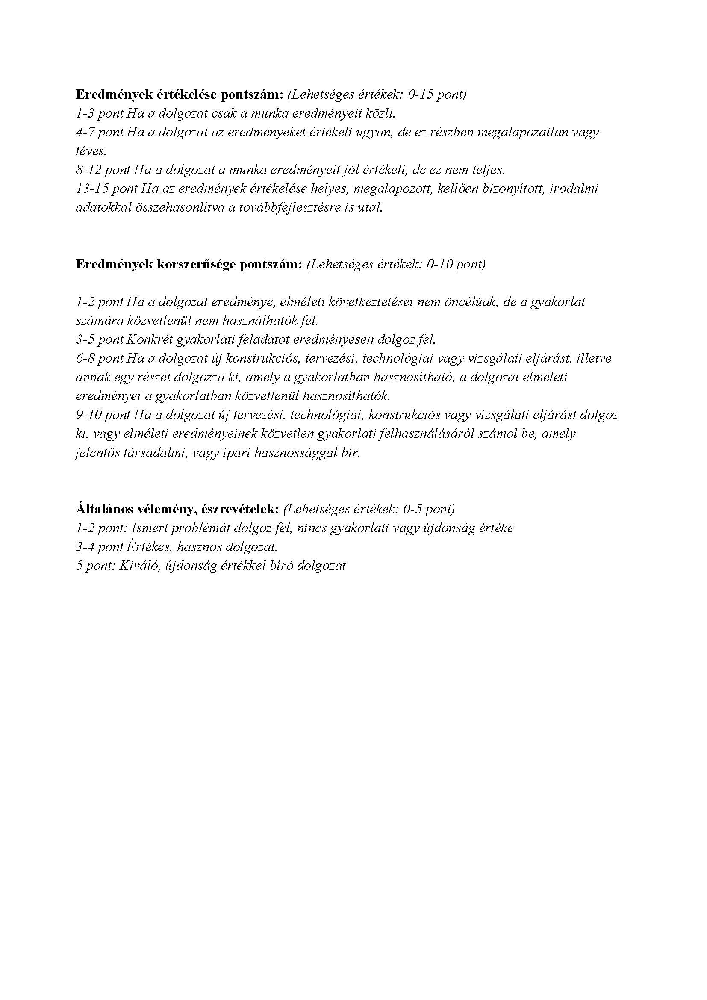 Eredmények értékelése pontszám: (Lehetséges értékek: 0-15 pont)
1-3 pont Ha a dolgozat csak a munka eredményeit közli.
4-7 pont Ha a dolgozat az eredményeket értékeli ugyan, de ez részben megalapozatlan vagy
téves.
8-12 pont Ha a dolgozat a munka eredményeit jól értékeli, de ez nem teljes.
13-15 pont Ha az eredmények értékelése helyes, megalapozott, kellően bizonyított, irodalmi
adatokkal összehasonlítva a továbbfejlesztésre is utal.
Eredmények korszerűsége pontszám: (Lehetséges értékek: 0-10 pont)
1-2 pont Ha a dolgozat eredménye, elméleti következtetései nem öncélúak, de a gyakorlat
számára közvetlenül nem használhatók fel.
3-5 pont Konkrét gyakorlati feladatot eredményesen dolgoz fel.
6-8 pont Ha a dolgozat új konstrukciós, tervezési, technológiai vagy vizsgálati eljárást, illetve
annak egy részét dolgozza ki, amely a gyakorlatban hasznosítható, a dolgozat elméleti
eredményei a gyakorlatban közvetlenül hasznosíthatók.
9-10 pont Ha a dolgozat új tervezési, technológiai, konstrukciós vagy vizsgálati eljárást dolgoz
ki, vagy elméleti eredményeinek közvetlen gyakorlati felhasználásáról számol be, amely
jelentős társadalmi, vagy ipari hasznossággal bír.
Általános vélemény, észrevételek: (Lehetséges értékek: 0-5 pont)
1-2 pont: Ismert problémát dolgoz fel, nincs gyakorlati vagy újdonság értéke
3-4 pont Értékes, hasznos dolgozat.
5 pont: Kiváló, újdonság értékkel bíró dolgozat